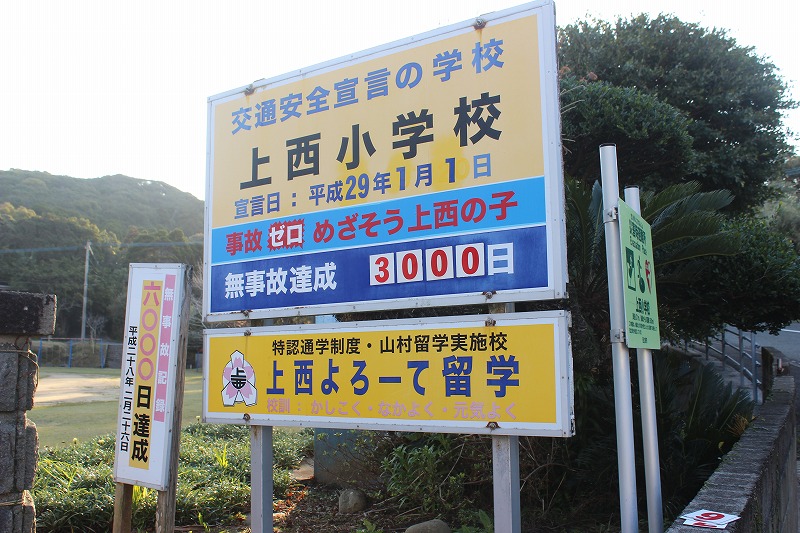 交通安全宣言の学校
上西小学校
宣言日：平成29年1月1日
事故ゼロめざそう上西の子
無事故達成 3000日
特認通学制度・山村留学実施校
上西よろーて留学
校訓：かしこく・なかよく・元気よく
上西
無事故記録
六〇〇〇日達成
平成二十八年二月二十六日
9